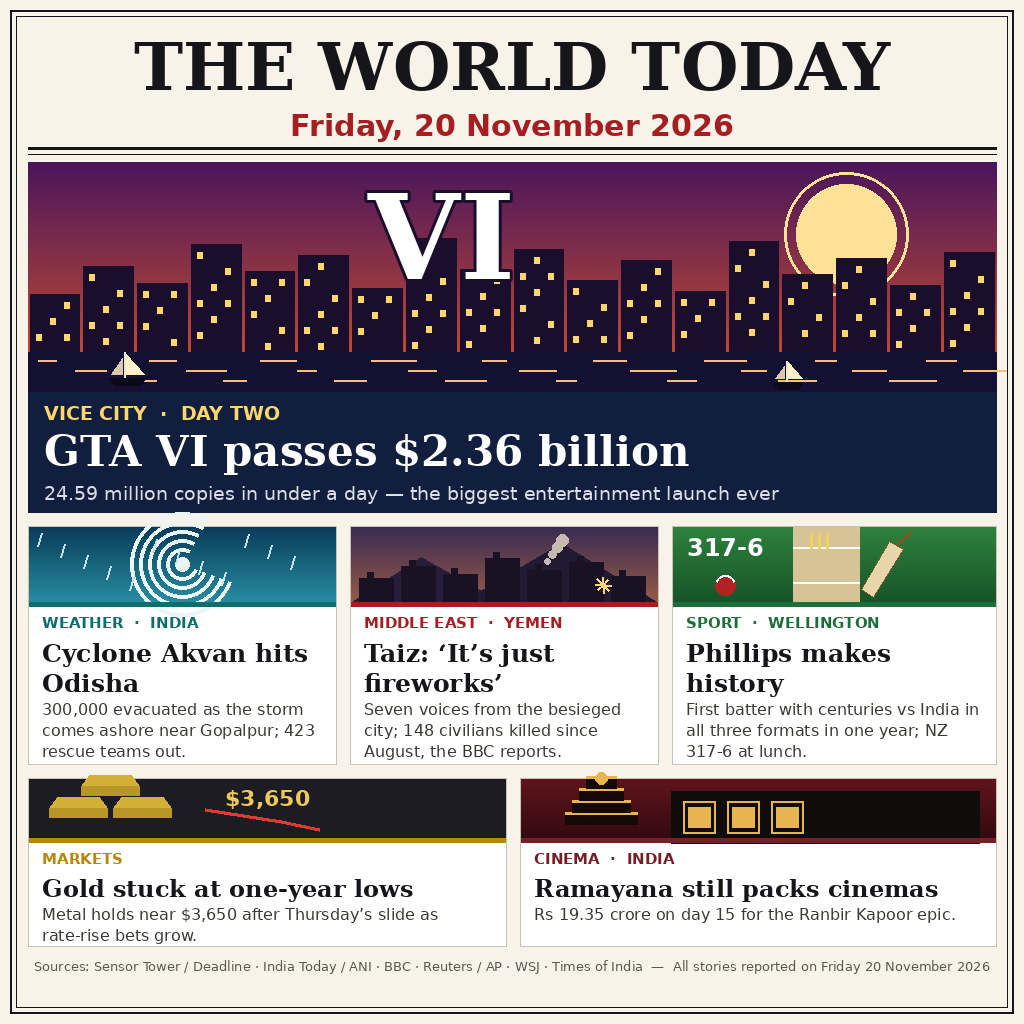 THE WORLD TODAY
Friday, 20 November 2026
VI
VICE CITY · DAY TWO
GTA VI passes $2.36 billion
24.59 million copies in under a day — the biggest entertainment launch ever
WEATHER · INDIA
Cyclone Akvan hits
Odisha
300,000 evacuated as the storm
comes ashore near Gopalpur; 423
rescue teams out.
MIDDLE EAST · YEMEN
Taiz: ‘It’s just
fireworks’
Seven voices from the besieged
city; 148 civilians killed since
August, the BBC reports.
317-6
SPORT · WELLINGTON
Phillips makes
history
First batter with centuries vs India in
all three formats in one year; NZ
317-6 at lunch.
$3,650
MARKETS
Gold stuck at one-year lows
Metal holds near $3,650 after Thursday’s slide as
rate-rise bets grow.
CINEMA · INDIA
Ramayana still packs cinemas
Rs 19.35 crore on day 15 for the Ranbir Kapoor epic.
Sources: Sensor Tower / Deadline · India Today / ANI · BBC · Reuters / AP · WSJ · Times of India — All stories reported on Friday 20 November 2026